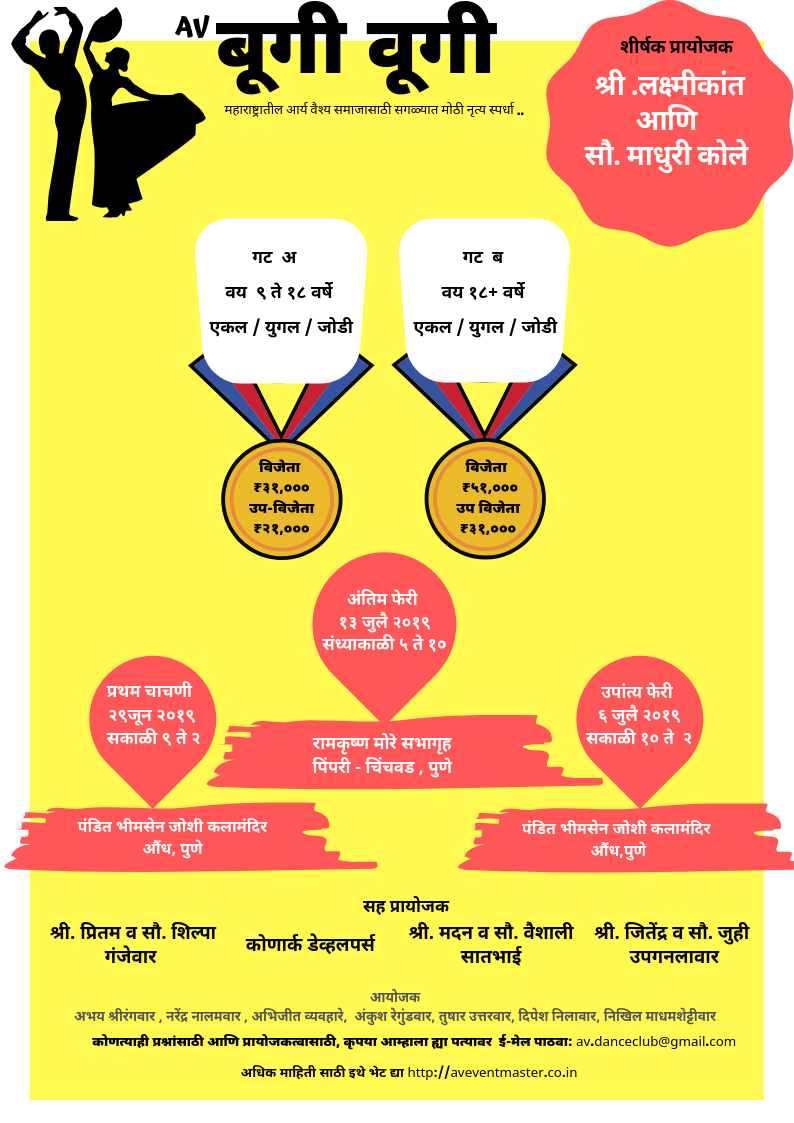 AV बूगी वूगी
महाराष्ट्रातील आर्य वैश्य समाजासाठी सगळ्यात मोठी नृत्य स्पर्धा ..
शीर्षक प्रायोजक
श्री .लक्ष्मीकांत
आणि
सौ. माधुरी कोले
गट अ
वय ९ ते १८ वर्षे
एकल / युगल / जोडी
गट ब
वय १८+ वर्षे
एकल / युगल / जोडी
विजेता
₹३१,०००
उप-विजेता
₹२१,०००
विजेता
₹५१,०००
उप विजेता
₹३१,०००
अंतिम फेरी
१३ जुलै २०१९
संध्याकाळी ५ ते १०
रामकृष्ण मोरे सभागृह
पिंपरी - चिंचवड , पुणे
प्रथम चाचणी
२९जून २०१९
सकाळी ९ ते २
पंडित भीमसेन जोशी कलामंदिर
औंध, पुणे
उपांत्य फेरी
६ जुलै २०१९
सकाळी १० ते २
पंडित भीमसेन जोशी कलामंदिर
औंध,पुणे
सह प्रायोजक
श्री. प्रितम व सौ. शिल्पा
गंजेवार
कोणार्क डेव्हलपर्स
श्री. मदन व सौ. वैशाली
सातभाई
श्री. जितेंद्र व सौ. जुही
उपगनलावार
आयोजक
अभय श्रीरंगवार , नरेंद्र नालमवार , अभिजीत व्यवहारे, अंकुश रेगुंडवार, तुषार उत्तरवार, दिपेश निलावार, निखिल माधमशेट्टीवार
कोणत्याही प्रश्नांसाठी आणि प्रायोजकत्वासाठी, कृपया आम्हाला ह्या पत्यावर ई-मेल पाठवा: av.danceclub@gmail.com
अधिक माहिती साठी इथे भेट द्या http://aveventmaster.co.in